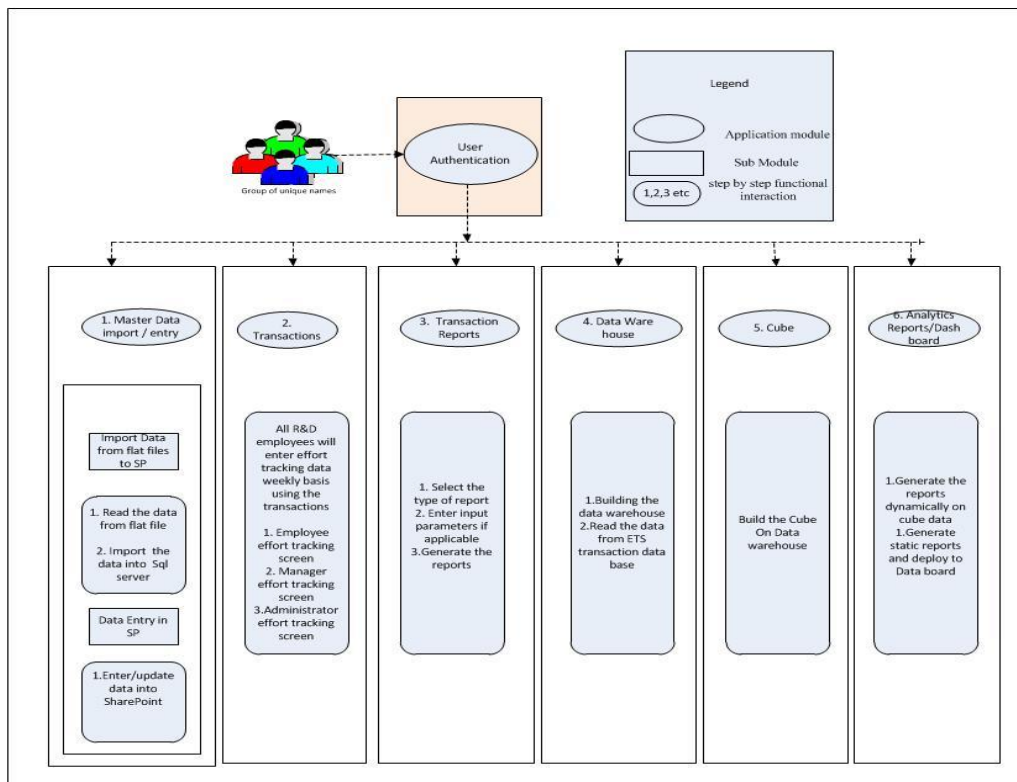 Legend
Application module
Sub Module
1,2,3 etc
step by step functional
interaction
User
Authentication
Group of unique names
1. Master Data
import / entry
Import Data
from flat files
to SP
1. Read the data
from flat file
2. Import the
data into Sql
server
Data Entry in
SP
1.Enter/update
data into
SharePoint
2.
Transactions
All R&D
employees will
enter effort
tracking data
weekly basis
using the
transactions
1. Employee
effort tracking
screen
2. Manager
effort tracking
screen
3.Administrator
effort tracking
screen
3. Transaction
Reports
1. Select the
type of report
2. Enter input
parameters if
applicable
3.Generate the
reports
4. Data Ware
house
1.Building the
data warehouse
2.Read the data
from ETS
transaction data
base
5. Cube
Build the Cube
On Data
warehouse
6. Analytics
Reports/Dash
board
1.Generate the
reports
dynamically on
cube data
1.Generate
static reports
and deploy to
Data board